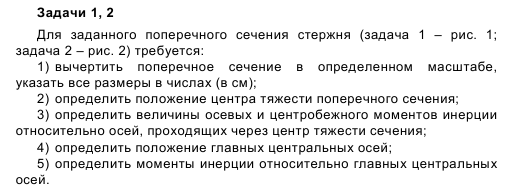 Задачи 1, 2
Для заданного поперечного сечения стержня (задача 1 – рис. 1;
задача 2 – рис. 2) требуется:
1) вычертить поперечное сечение в определенном масштабе,
указать все размеры в числах (в см);
2) определить положение центра тяжести поперечного сечения;
3) определить величины осевых и центробежного моментов инерции
относительно осей, проходящих через центр тяжести сечения;
4) определить положение главных центральных осей;
5) определить моменты инерции относительно главных центральных
осей.